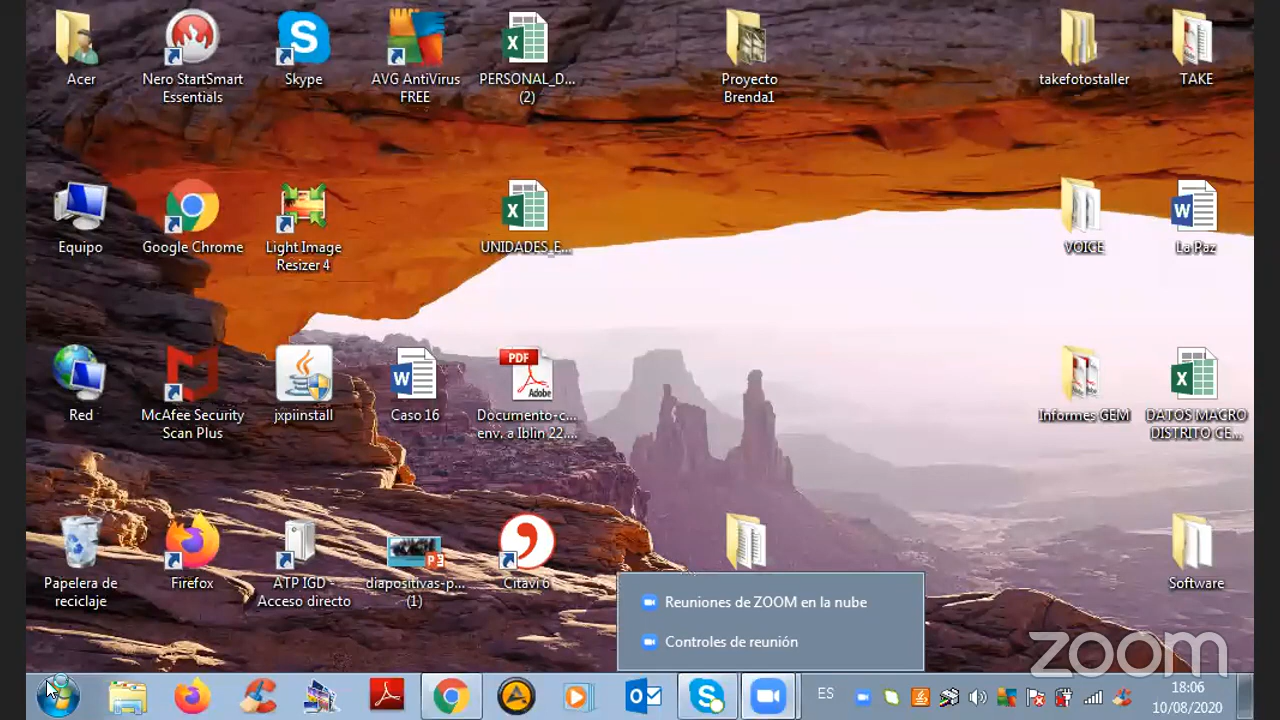 Acer
Nero StartSmart
Essentials
Skype
AVG AntiVirus
FREE
PERSONAL_D...
(2)
Proyecto
Brenda1
takefotostaller
TAKE
Equipo
Google Chrome
Light Image
Resizer 4
UNIDADES_E...
VOICE
La Paz
Red
McAfee Security
Scan Plus
jxpiinstall
Caso 16
PDF
Adobe
Documento-c...
env. a Iblin 22....
Informes GEM
DATOS MACRO
DISTRITO CE...
Papelera de
reciclaje
Firefox
ATP IGD -
Acceso directo
diapositivas-p...
(1)
Citavi 6
Software
Reuniones de ZOOM en la nube
Controles de reunión
zoom
ES
18:06
10/08/2020